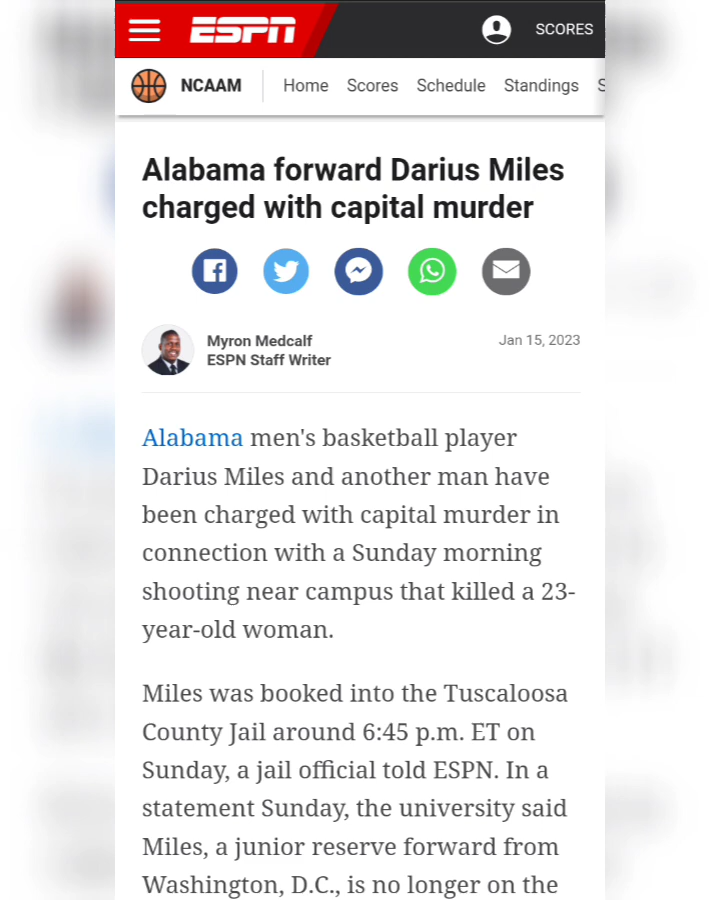 ESPN
SCORES
NCAAM Home Scores Schedule Standings S
Alabama forward Darius Miles
charged with capital murder
Myron Medcalf
ESPN Staff Writer
Jan 15, 2023
Alabama men's basketball player
Darius Miles and another man have
been charged with capital murder in
connection with a Sunday morning
shooting near campus that killed a 23-
year-old woman.
Miles was booked into the Tuscaloosa
County Jail around 6:45 p.m. ET on
Sunday, a jail official told ESPN. In a
statement Sunday, the university said
Miles, a junior reserve forward from
Washington, D.C., is no longer on the